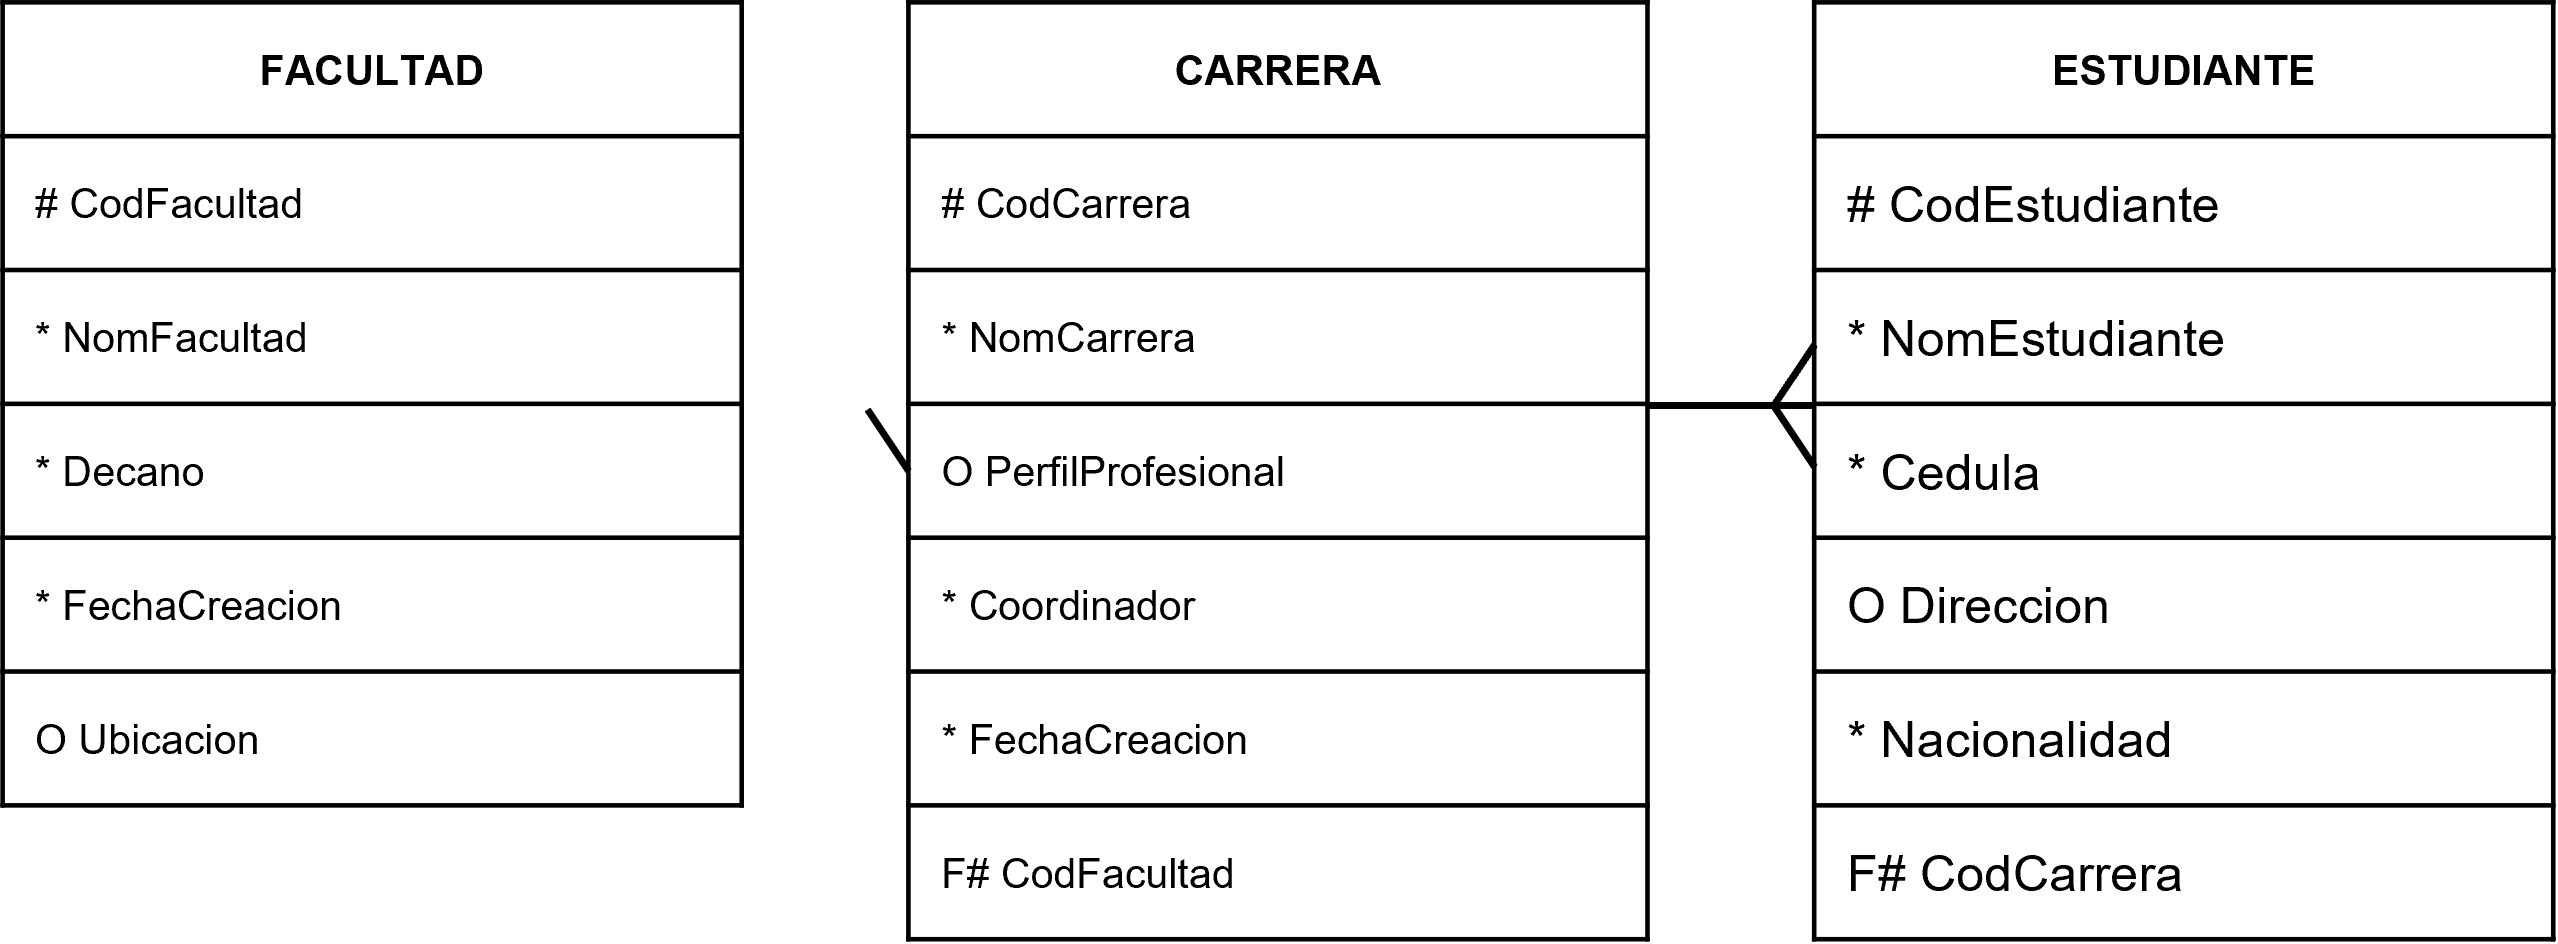 FACULTAD
# CodFacultad
* NomFacultad
* Decano
* FechaCreacion
O Ubicacion
CARRERA
# CodCarrera
* NomCarrera
O PerfilProfesional
* Coordinador
* FechaCreacion
F# CodFacultad
ESTUDIANTE
# CodEstudiante
* NomEstudiante
* Cedula
O Direccion
* Nacionalidad
F# CodCarrera